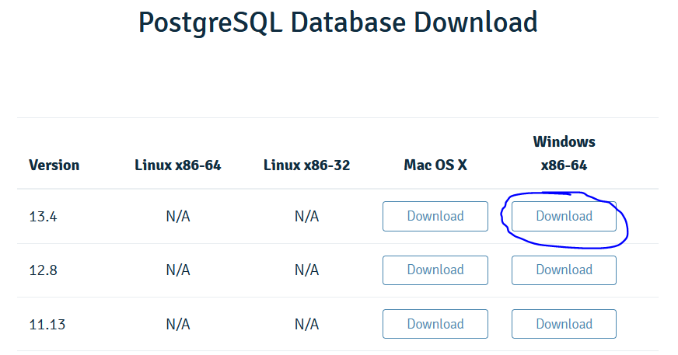 PostgreSQL Database Download
Windows
Version Linux x86-64 Linux x86-32 Mac OS X x86-64
13.4 N/A N/A Download Download
12.8 N/A N/A Download Download
11.13 N/A N/A Download Download